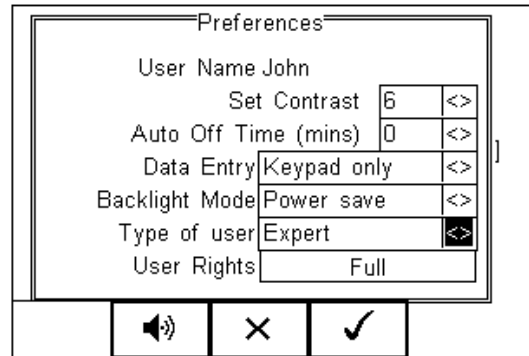 Preferences
User Name John
Set Contrast 6 <>
Auto Off Time (mins) 0 <>
Data Entry Keypad only <>
Backlight Mode Power save <>
Type of user Expert <>
User Rights Full